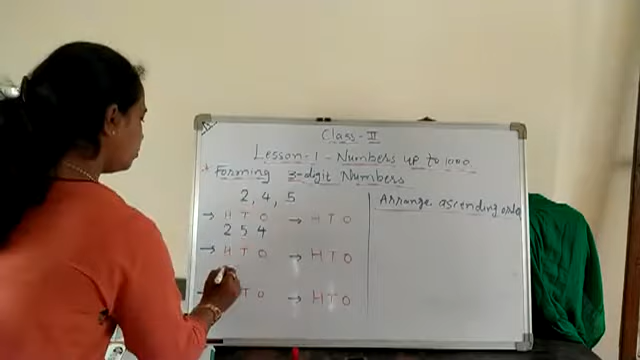 Class - II
Lesson - 1 - Numbers up to 1000.
* Forming 3-digit Numbers
2, 4, 5
→ H T O → H T O
2 5 4
→ H T O → H T O
T O → H T O
Arrange ascending orde